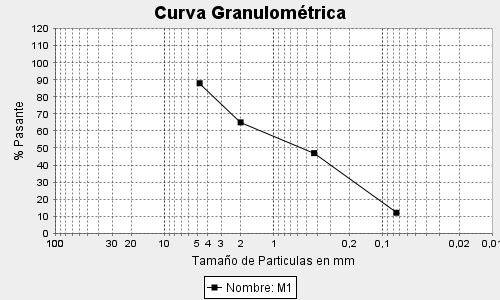 Curva Granulométrica
120
110
100
90
80
70
60
50
40
30
20
10
0
% Pasante
100 30 20 10 5 4 3 2 1 0,2 0,1 0,02 0,01
Tamaño de Particulas en mm
Nombre: M1